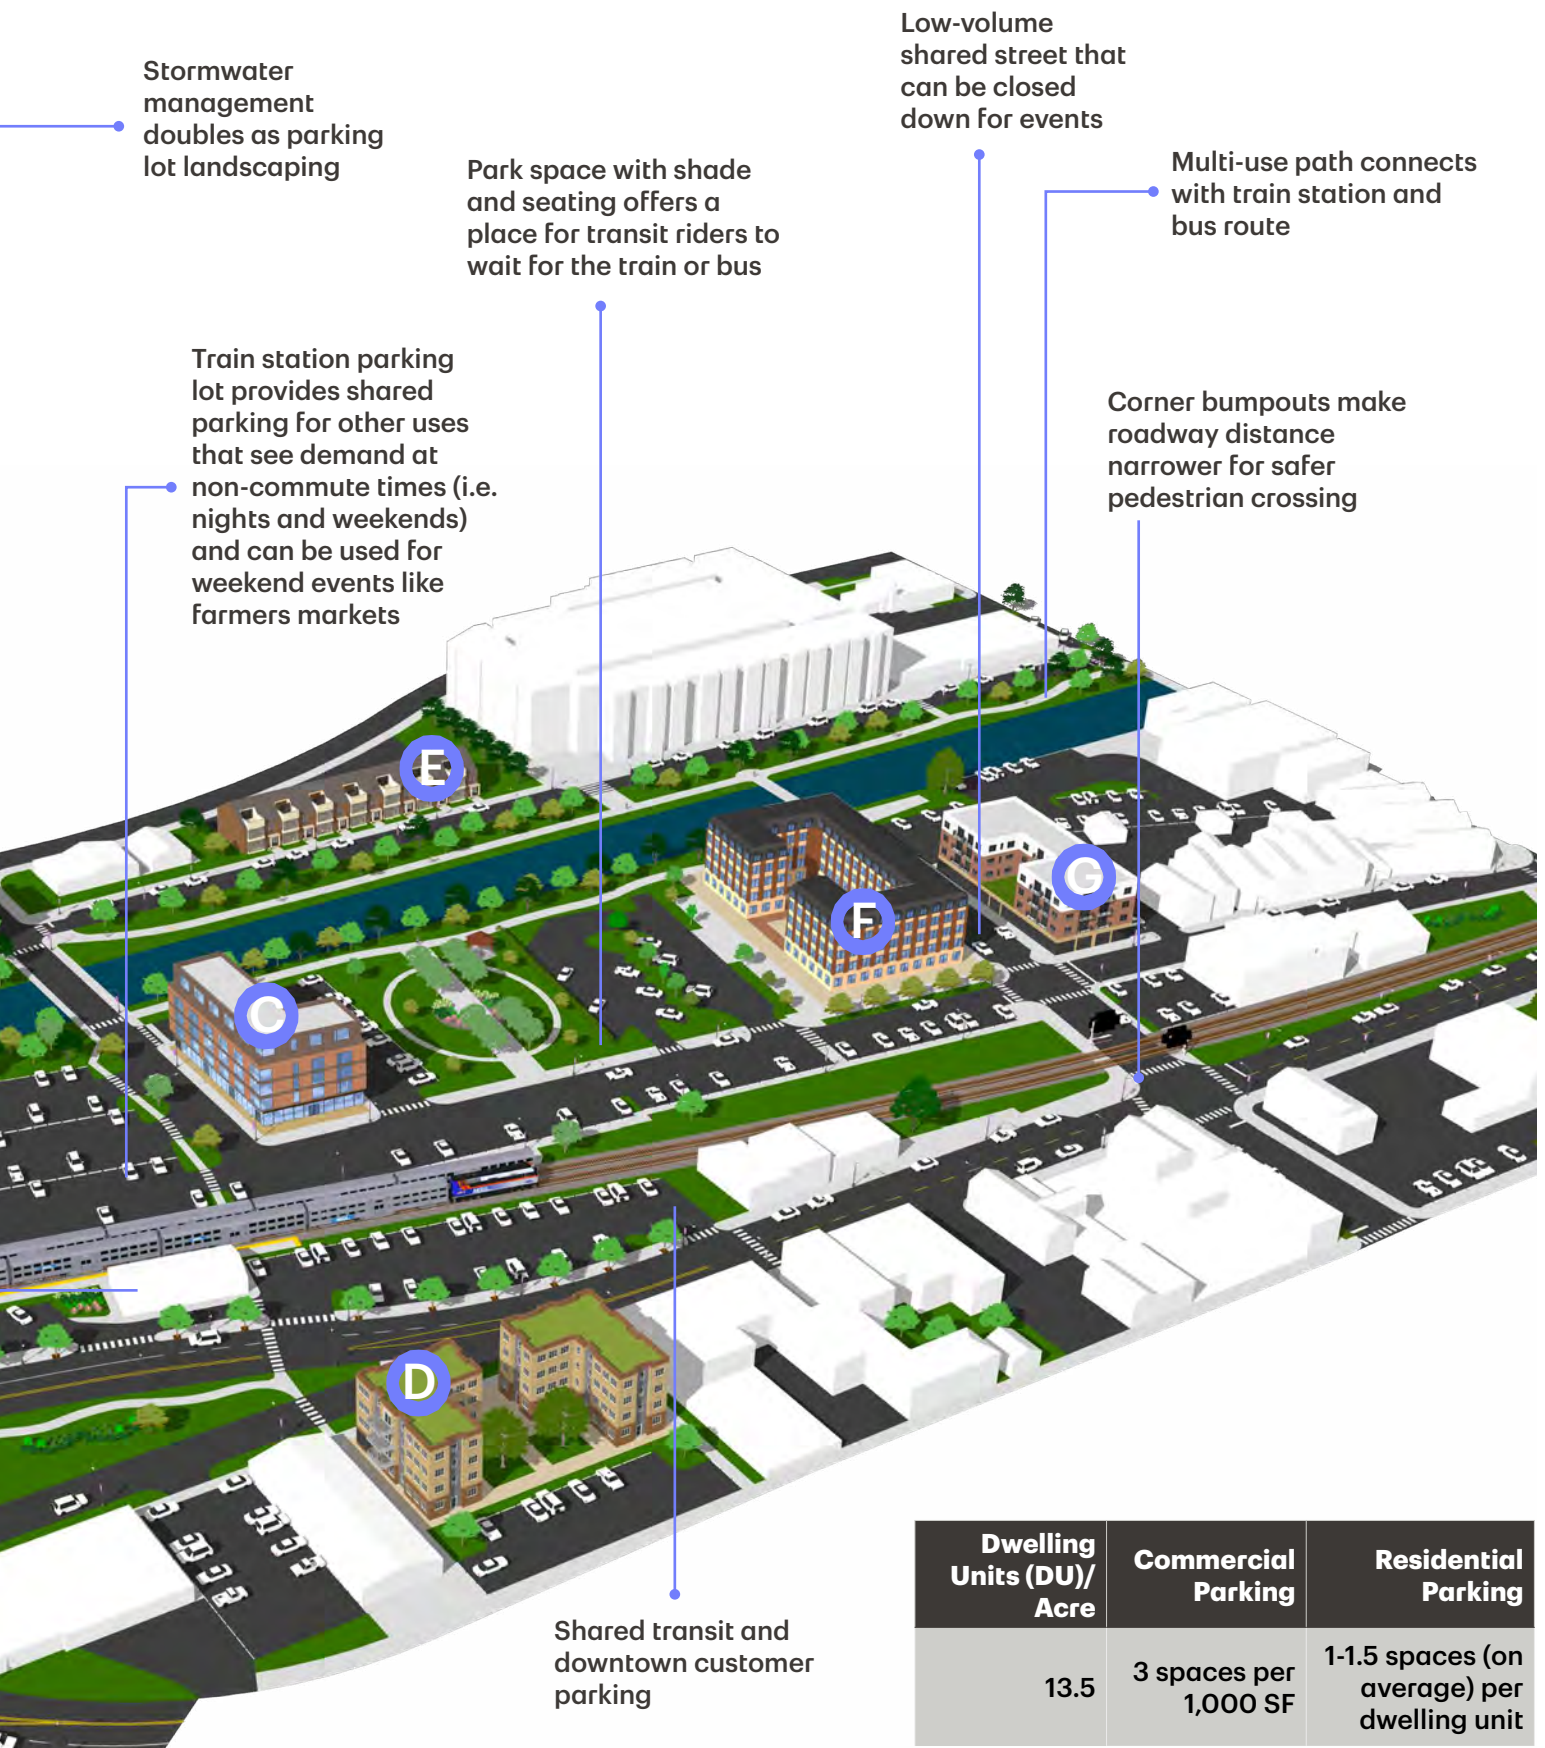 Low-volume
shared street that
can be closed
down for events
Stormwater
management
doubles as parking
lot landscaping
Park space with shade
and seating offers a
place for transit riders to
wait for the train or bus
Multi-use path connects
with train station and
bus route
Train station parking
lot provides shared
parking for other uses
that see demand at
non-commute times (i.e.
nights and weekends)
and can be used for
weekend events like
farmers markets
Corner bumpouts make
roadway distance
narrower for safer
pedestrian crossing
E
G
F
C
D
Shared transit and
downtown customer
parking
Dwelling
Units (DU)/
Acre
Commercial
Parking
Residential
Parking
13.5
3 spaces per
1,000 SF
1-1.5 spaces (on
average) per
dwelling unit